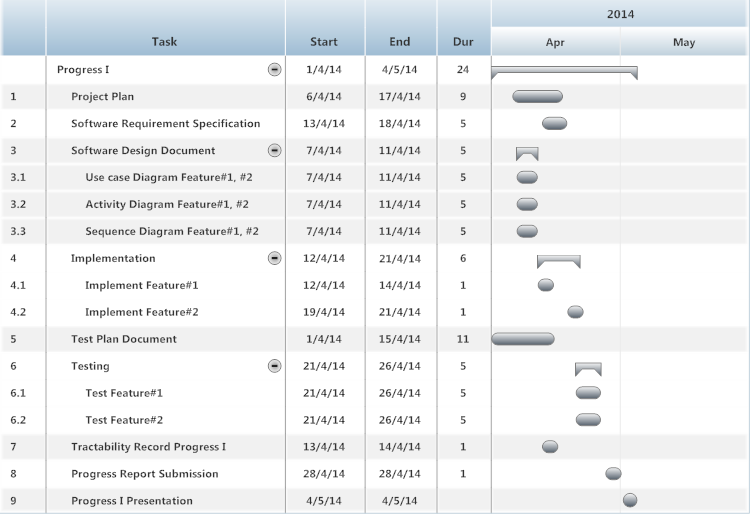 2014
Task Start End Dur Apr May
Progress I 1/4/14 4/5/14 24
1 Project Plan 6/4/14 17/4/14 9
2 Software Requirement Specification 13/4/14 18/4/14 5
3 Software Design Document 7/4/14 11/4/14 5
3.1 Use case Diagram Feature#1, #2 7/4/14 11/4/14 5
3.2 Activity Diagram Feature#1, #2 7/4/14 11/4/14 5
3.3 Sequence Diagram Feature#1, #2 7/4/14 11/4/14 5
4 Implementation 12/4/14 21/4/14 6
4.1 Implement Feature#1 12/4/14 14/4/14 1
4.2 Implement Feature#2 19/4/14 21/4/14 1
5 Test Plan Document 1/4/14 15/4/14 11
6 Testing 21/4/14 26/4/14 5
6.1 Test Feature#1 21/4/14 26/4/14 5
6.2 Test Feature#2 21/4/14 26/4/14 5
7 Tractability Record Progress I 13/4/14 14/4/14 1
8 Progress Report Submission 28/4/14 28/4/14 1
9 Progress I Presentation 4/5/14 4/5/14